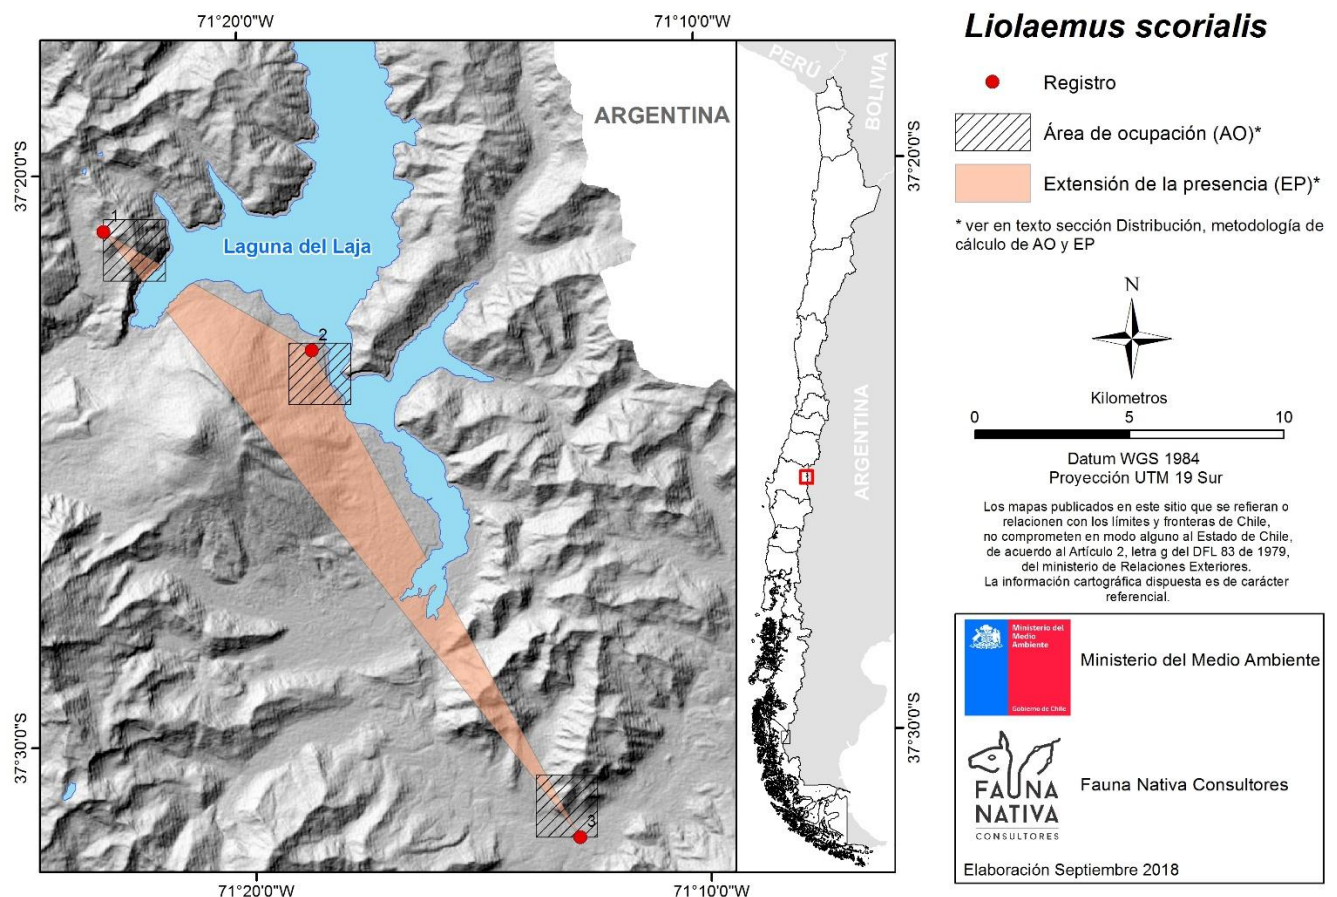 71°20'0"W
71°10'0"W
37°20'0"S
37°30'0"S
ARGENTINA
1
Laguna del Laja
2
3
71°20'0"W
71°10'0"W
PERÚ
BOLIVIA
ARGENTINA
37°20'0"S
37°30'0"S
Liolaemus scorialis
Registro
Área de ocupación (AO)*
Extensión de la presencia (EP)*
* ver en texto sección Distribución, metodología de
cálculo de AO y EP
N
Kilometros
0 5 10
Datum WGS 1984
Proyección UTM 19 Sur
Los mapas publicados en este sitio que se refieran o
relacionen con los límites y fronteras de Chile,
no comprometen en modo alguno al Estado de Chile,
de acuerdo al Artículo 2, letra g del DFL 83 de 1979,
del ministerio de Relaciones Exteriores.
La información cartográfica dispuesta es de carácter
referencial.
Ministerio del
Medio
Ambiente
Gobierno de Chile
Ministerio del Medio Ambiente
FAUNA
NATIVA
CONSULTORES
Fauna Nativa Consultores
Elaboración Septiembre 2018